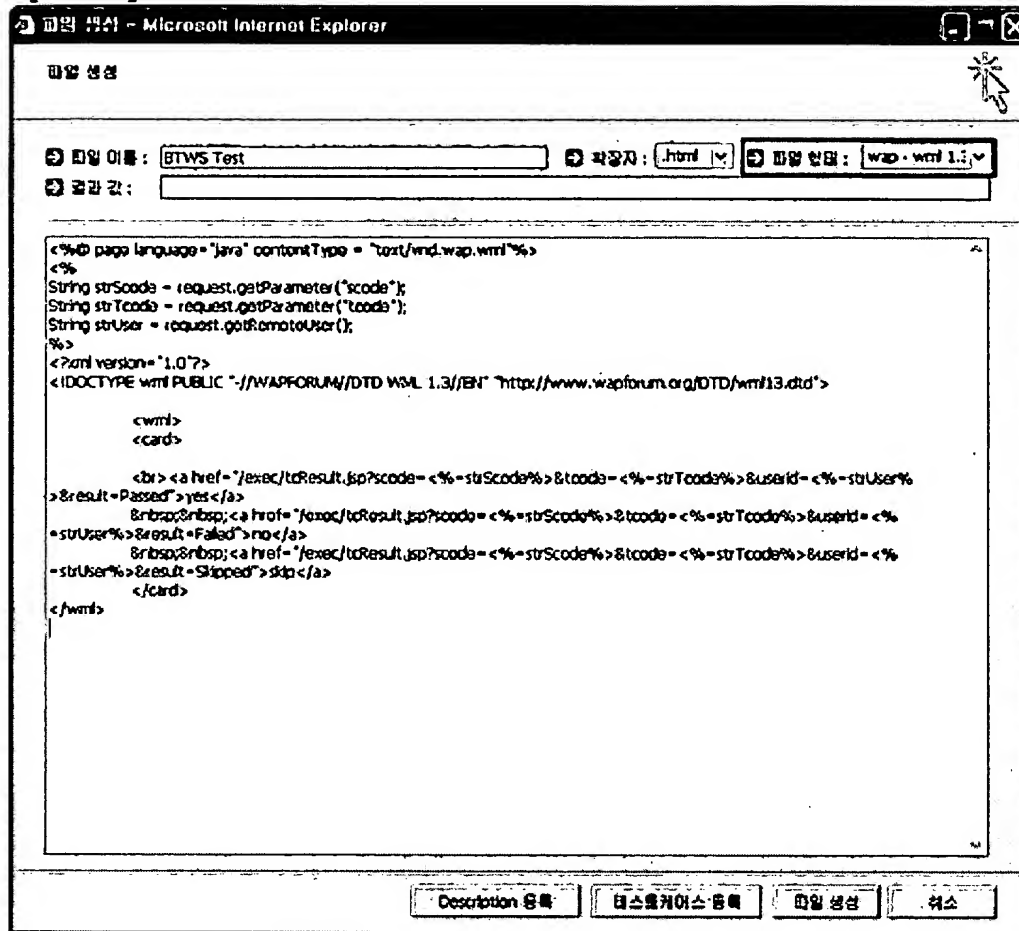 파일 생성 - Microsoft Internet Explorer
파일 생성
파일 이름 : BTWS Test 확장자 : .html 파일 형태 : wap - wml 1.3
결과 값 :
<%@ page language="java" contentType = "text/vnd.wap.wml"%>
<%
String strScode = request.getParameter("scode");
String strTcode = request.getParameter("tcode");
String strUser = request.getRemoteUser();
%>
<?xml version="1.0"?>
<!DOCTYPE wml PUBLIC "-//WAPFORUM//DTD WML 1.3//EN" "http://www.wapforum.org/DTD/wml13.dtd">
<wml>
<card>
<br><a href="/exec/tcResult.jsp?scode=<%=strScode%>&tcode=<%=strTcode%>&userid=<%=strUser%
>&result=Passed">yes</a>
&nbsp;&nbsp;<a href="/exec/tcResult.jsp?scode=<%=strScode%>&tcode=<%=strTcode%>&userid=<%
=strUser%>&result=Failed">no</a>
&nbsp;&nbsp;<a href="/exec/tcResult.jsp?scode=<%=strScode%>&tcode=<%=strTcode%>&userid=<%
=strUser%>&result=Skipped">skip</a>
</card>
</wml>
Description 등록 테스트케이스 등록 파일 생성 취소